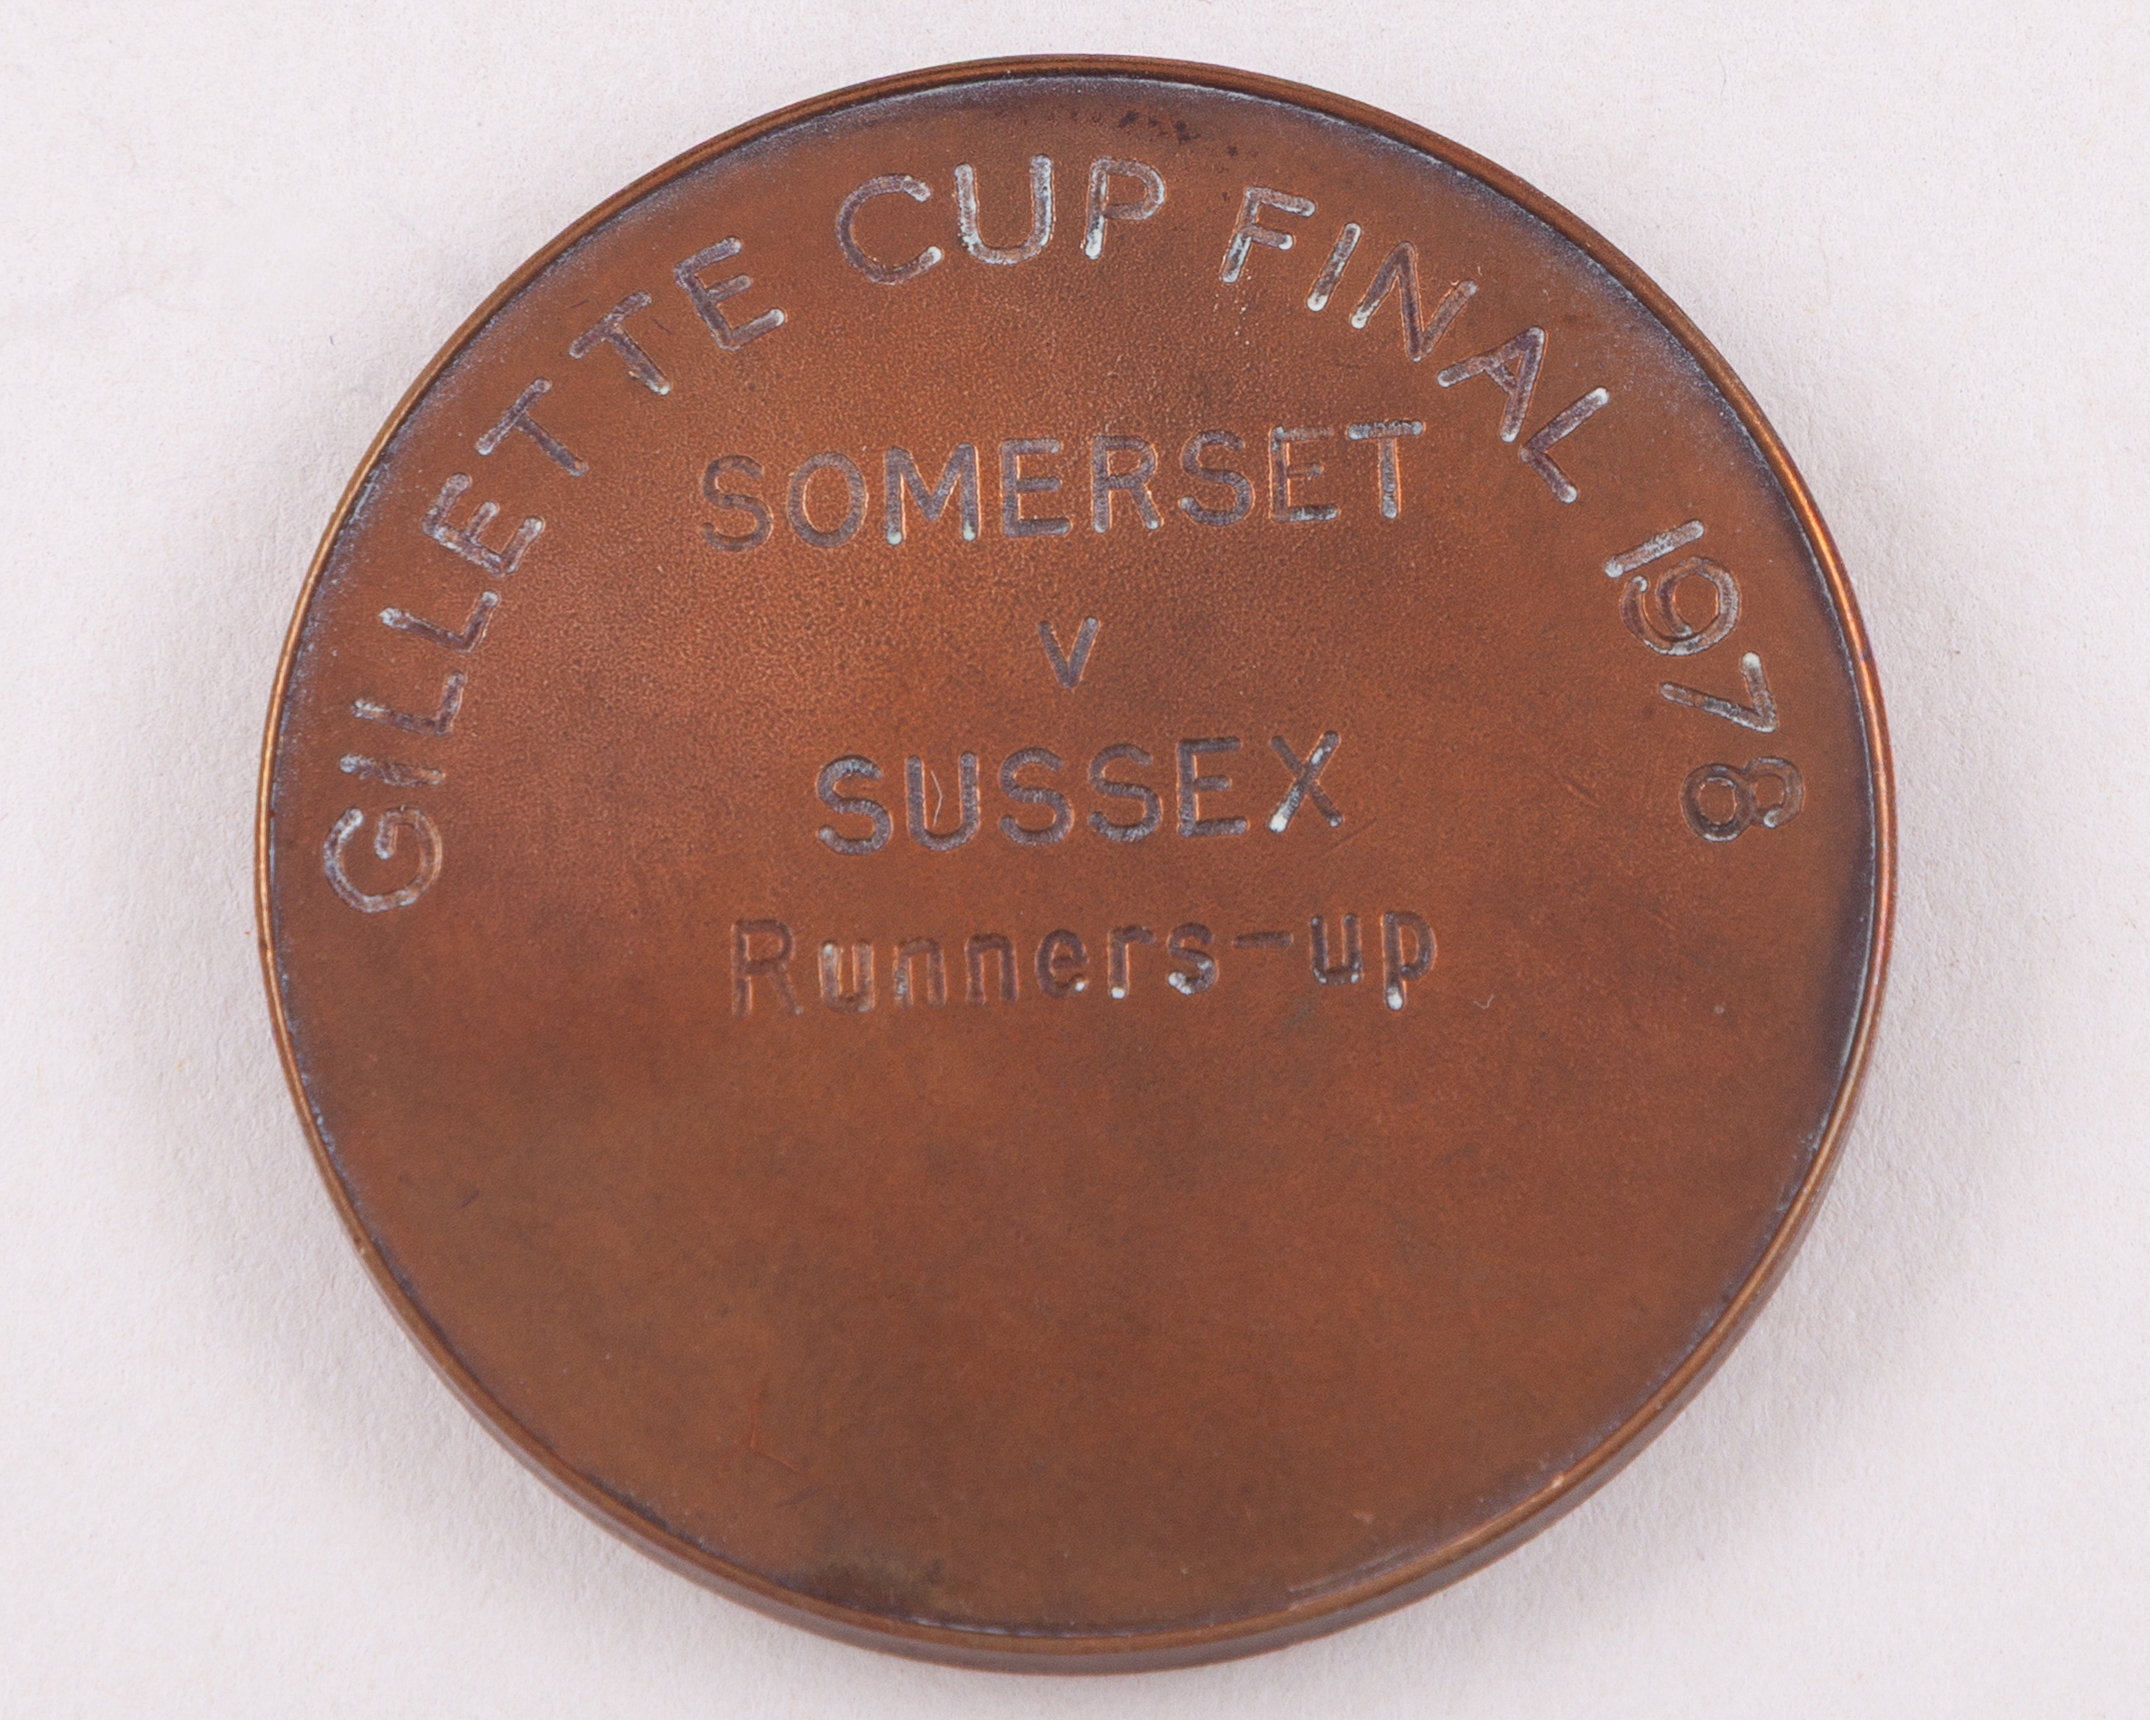 GILLETTE CUP FINAL 1978
SOMERSET
v
SUSSEX
Runners-up